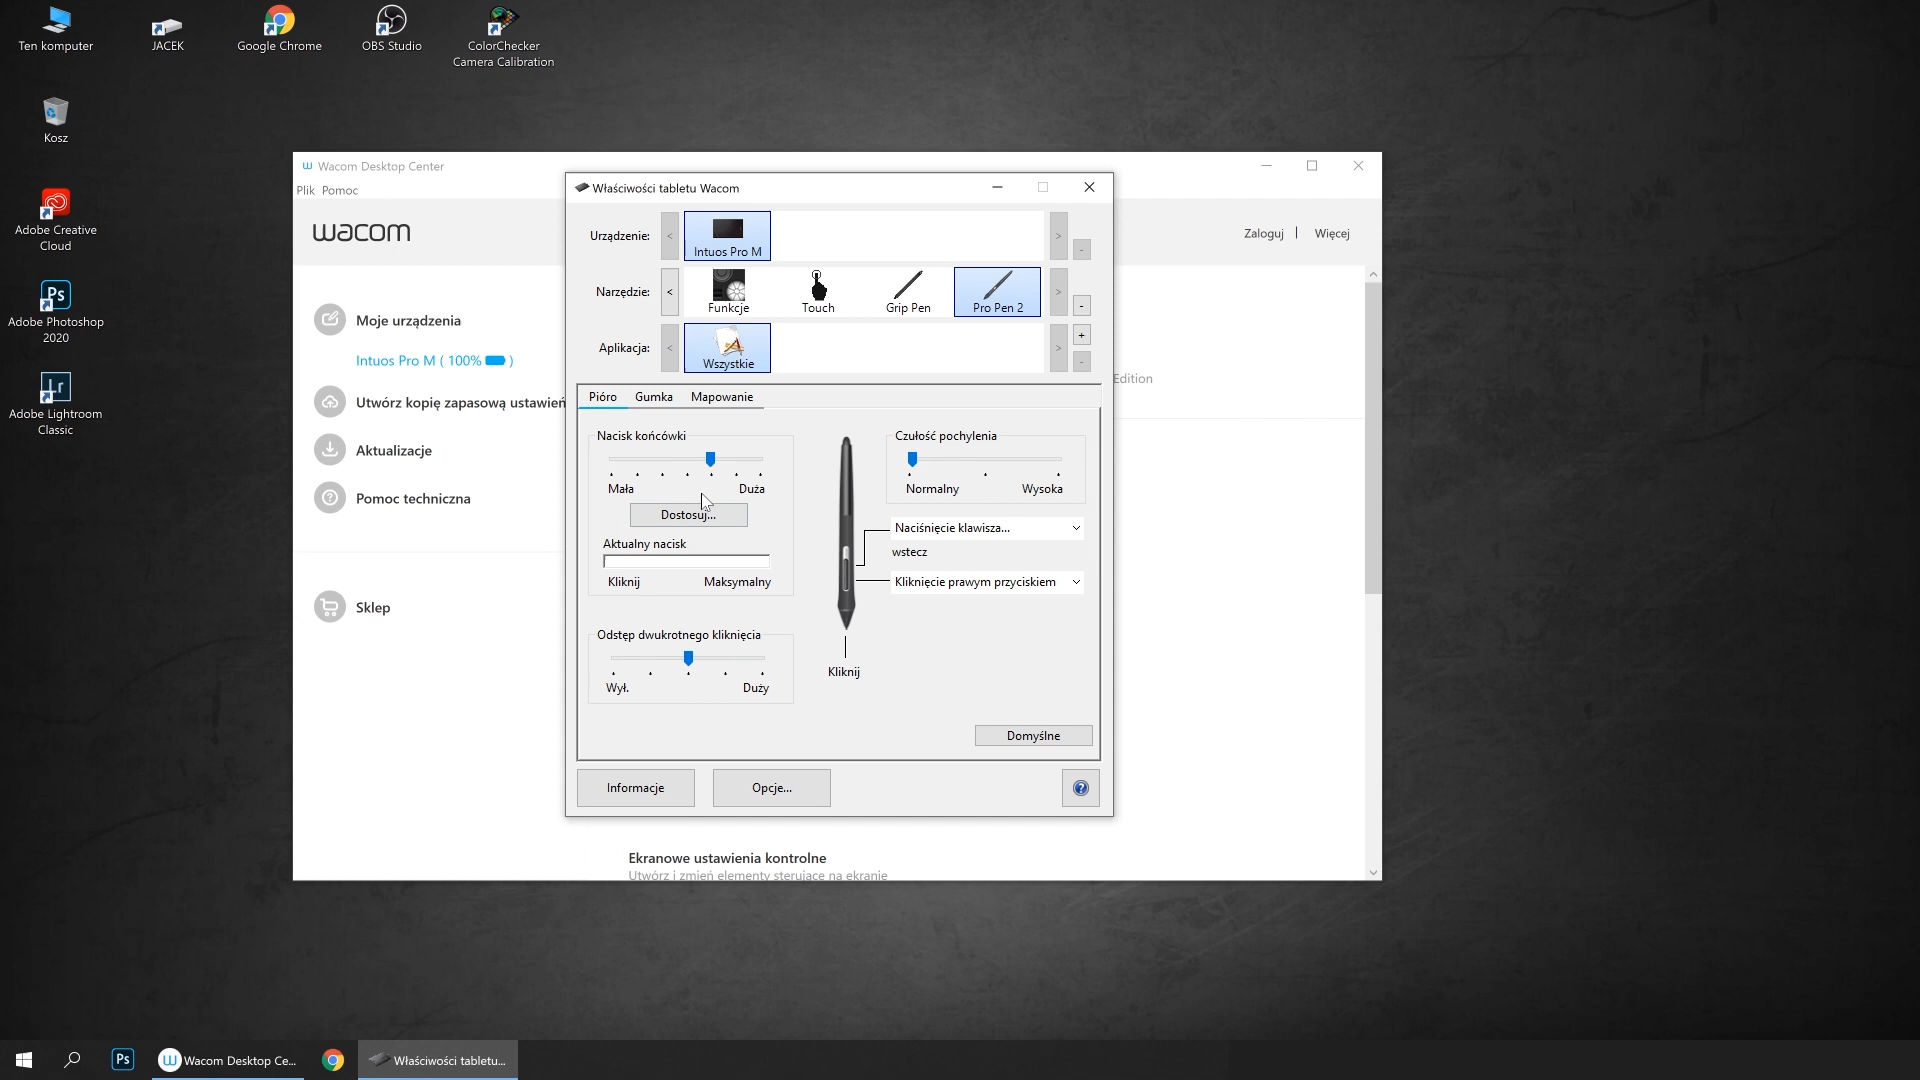 Ten komputer
JACEK
Google Chrome
OBS Studio
ColorChecker
Camera Calibration
Kosz
Adobe Creative
Cloud
Ps
Adobe Photoshop
2020
Lr
Adobe Lightroom
Classic
Wacom Desktop Center
Plik Pomoc
wacom
Zaloguj | Więcej
Moje urządzenia
Intuos Pro M ( 100% )
Utwórz kopię zapasową ustawień
Aktualizacje
Pomoc techniczna
Sklep
Edition
Ekranowe ustawienia kontrolne
Utwórz i zmień elementy sterujące na ekranie
Właściwości tabletu Wacom
Urządzenie:
<
Intuos Pro M
>
-
Narzędzie:
<
Funkcje
Touch
Grip Pen
Pro Pen 2
>
-
Aplikacja:
<
Wszystkie
>
+
-
Pióro Gumka Mapowanie
Nacisk końcówki
Mała Duża
Dostosuj...
Aktualny nacisk
Kliknij Maksymalny
Odstęp dwukrotnego kliknięcia
Wył. Duży
Kliknij
Czułość pochylenia
Normalny Wysoka
Naciśnięcie klawisza...
wstecz
Kliknięcie prawym przyciskiem
Domyślne
Informacje
Opcje...
?
Ps
Wacom Desktop Ce...
Właściwości tabletu...